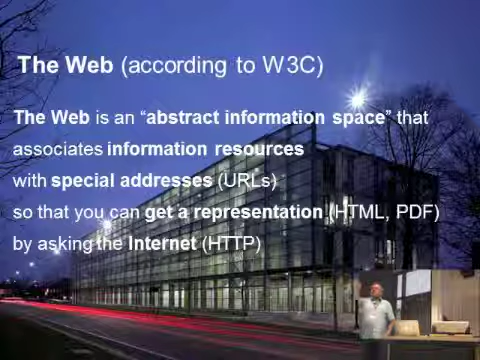 The Web (according to W3C)
The Web is an “abstract information space” that
associates information resources
with special addresses (URLs)
so that you can get a representation (HTML, PDF)
by asking the Internet (HTTP)